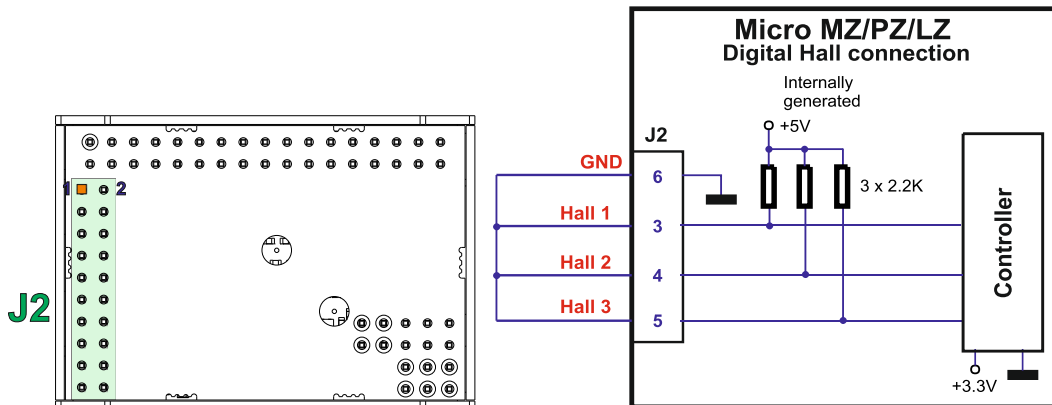 1
2
J2
Micro MZ/PZ/LZ
Digital Hall connection
Internally
generated
+5V
J2
GND
6
3 x 2.2K
Hall 1
3
Hall 2
4
Hall 3
5
Controller
+3.3V